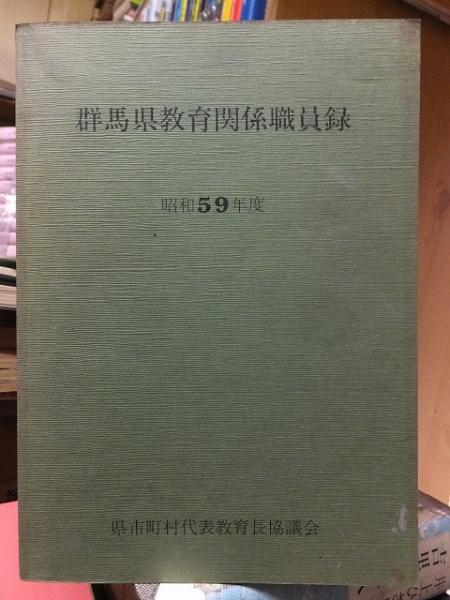 群馬県教育関係職員録
昭和59年度
県市町村代表教育長協議会